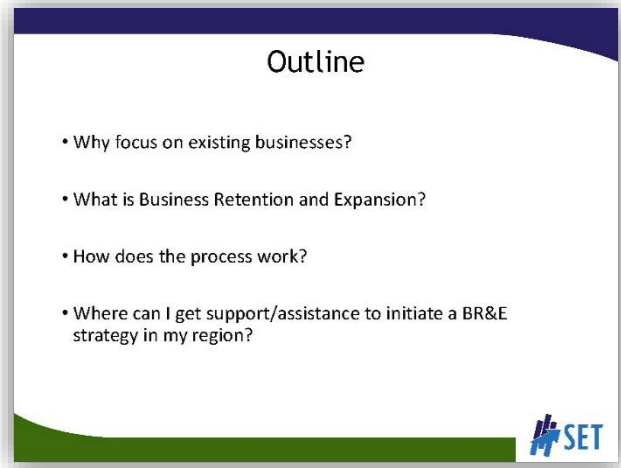 Outline
• Why focus on existing businesses?
• What is Business Retention and Expansion?
• How does the process work?
• Where can I get support/assistance to initiate a BR&E
strategy in my region?
SET